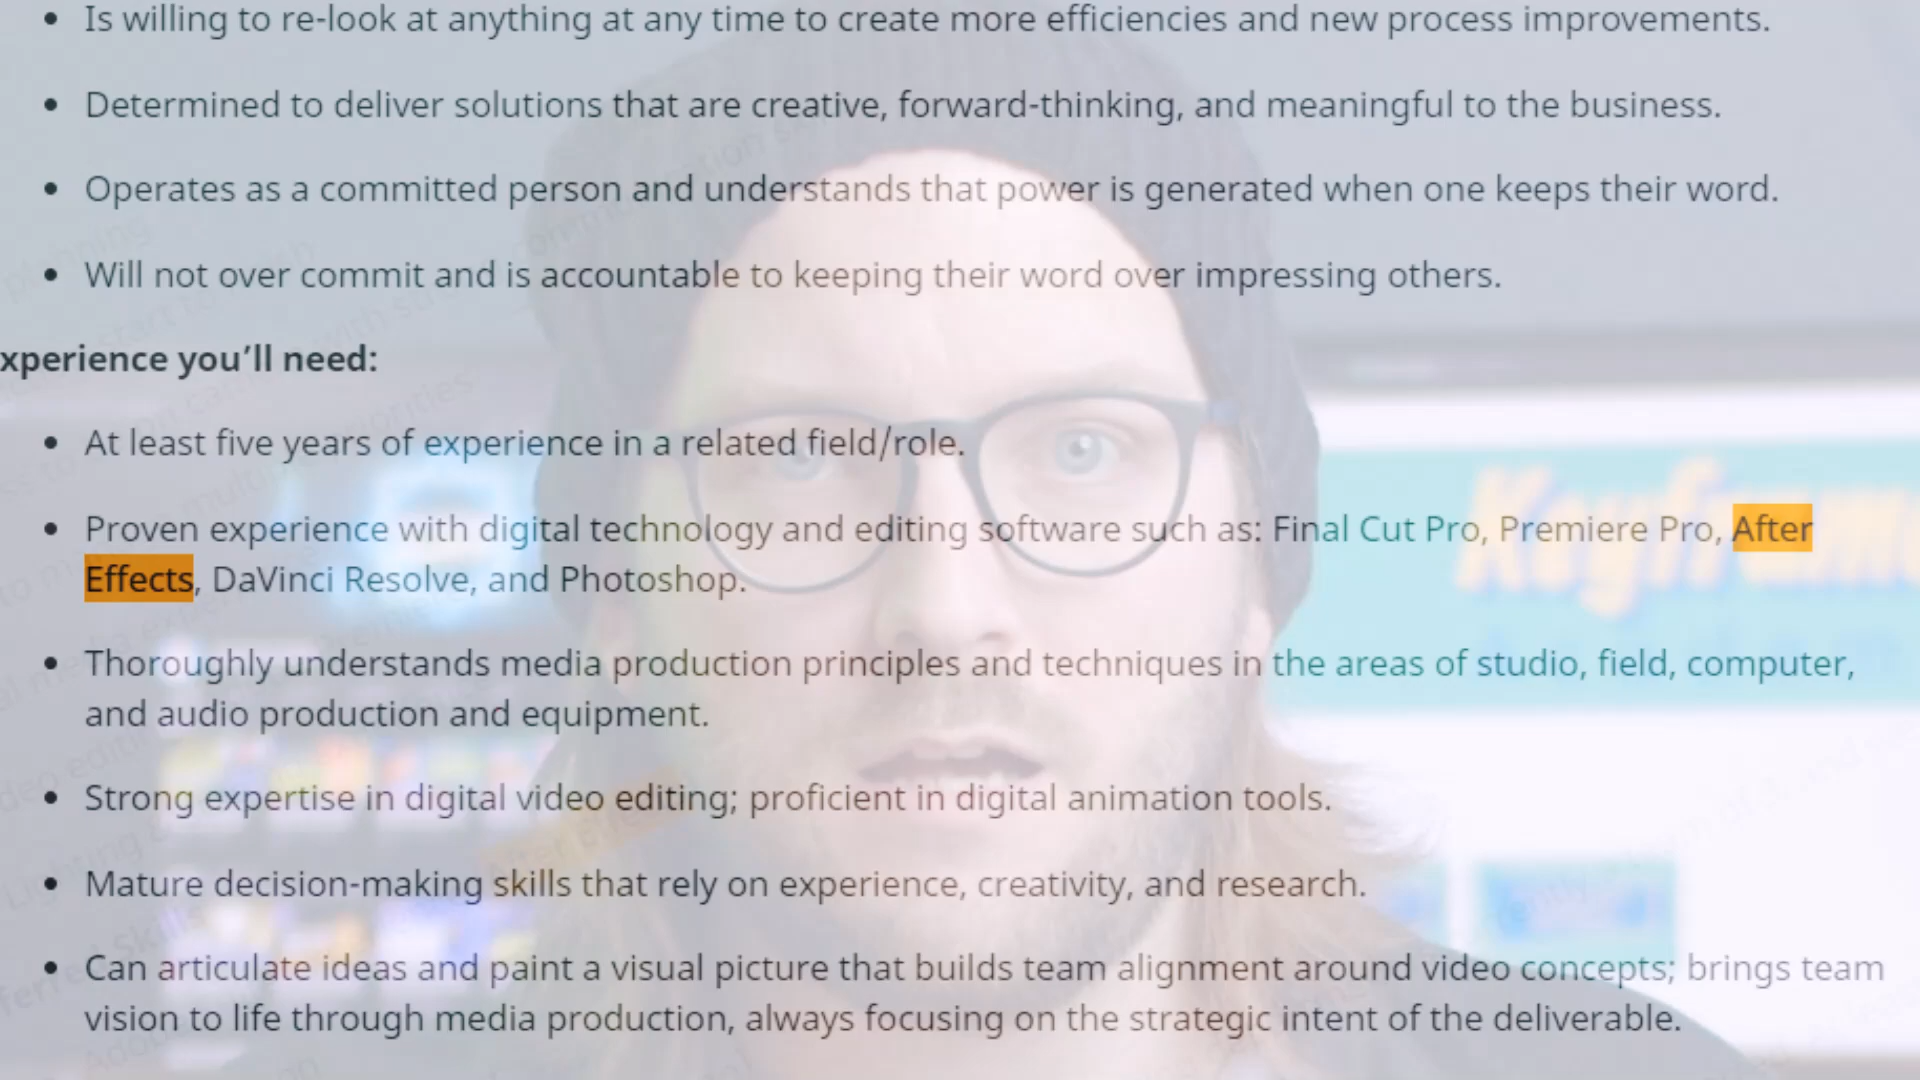 • Is willing to re-look at anything at any time to create more efficiencies and new process improvements.
• Determined to deliver solutions that are creative, forward-thinking, and meaningful to the business.
• Operates as a committed person and understands that power is generated when one keeps their word.
• Will not over commit and is accountable to keeping their word over impressing others.
xperience you’ll need:
• At least five years of experience in a related field/role.
• Proven experience with digital technology and editing software such as: Final Cut Pro, Premiere Pro, After
Effects, DaVinci Resolve, and Photoshop.
• Thoroughly understands media production principles and techniques in the areas of studio, field, computer,
and audio production and equipment.
• Strong expertise in digital video editing; proficient in digital animation tools.
• Mature decision-making skills that rely on experience, creativity, and research.
• Can articulate ideas and paint a visual picture that builds team alignment around video concepts; brings team
vision to life through media production, always focusing on the strategic intent of the deliverable.
Keyframe